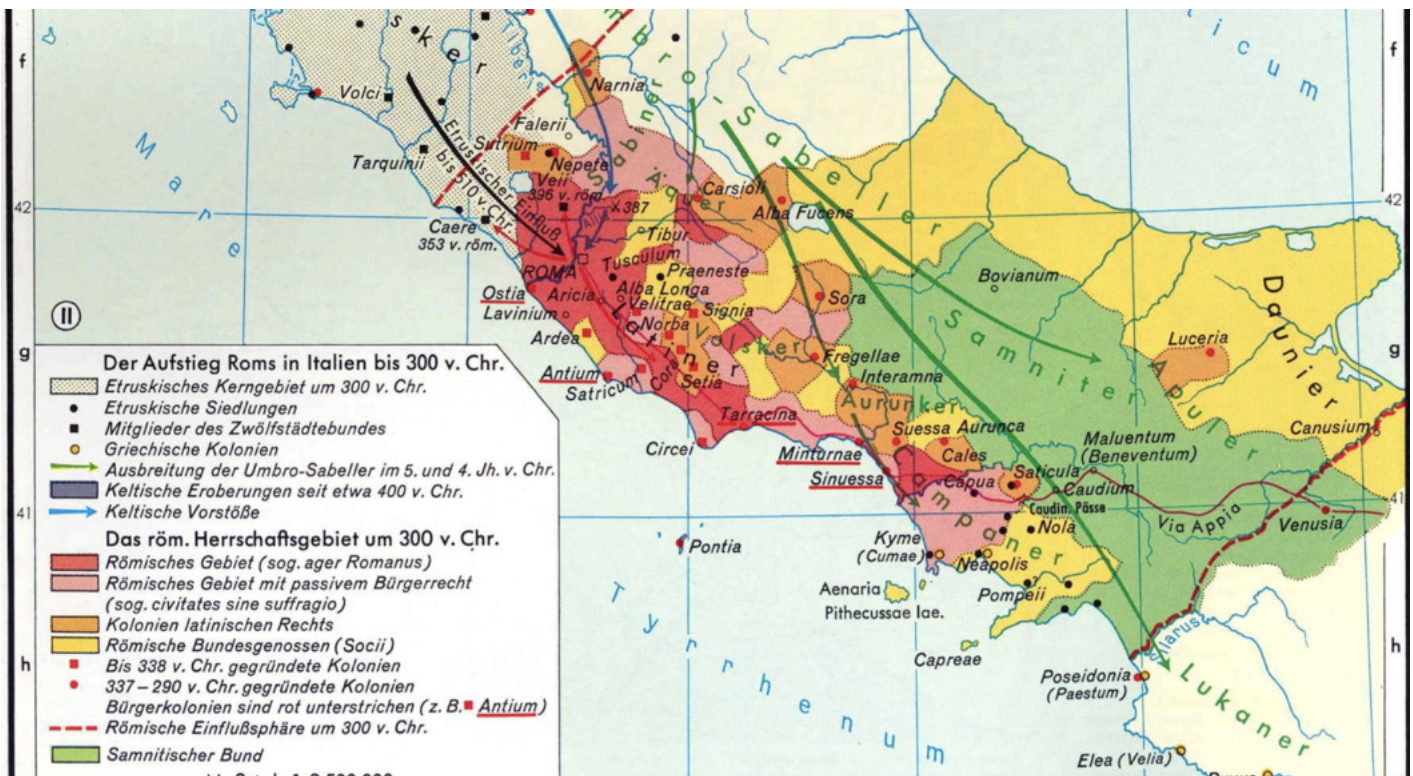 f
s k e r
Tiberis
m b r o - S a b e l l e r
t i c u m
f
Volci
Narnia
Mare
Falerii
Sutrium
Nepete
Sabiner
Etruskischer Einfluß
bis 510 v. Chr.
Tarquinii
Veii
396 v. röm.
Äquer
Carsioli
42
×387
Alba Fucens
42
Caere
353 v. röm.
Tibur
ROMA
Tusculum
Praeneste
Bovianum
Ostia
Aricia
Alba Longa
Velitrae
Signia
Sora
Samniter
Daunier
Lavinium
Latiner
II
Norba
Volsker
Luceria
Ardea
g
Fregellae
g
Antium
Cora
Setia
Interamna
Satricum
Aurunker
Apuler
Tarracina
Suessa Aurunca
Canusium
Circei
Minturnae
Cales
Maluentum
(Beneventum)
Sinuessa
Capua
Saticula
Caudium
Campaner
Caudin. Pässe
41
Via Appia
Venusia
41
Nola
Pontia
Kyme
(Cumae)
Neapolis
Aenaria
Pompeii
Pithecussae Iae.
Tyrrhenum
Capreae
Silarus
h
h
Poseidonia
(Paestum)
Lukaner
Elea (Velia)
Der Aufstieg Roms in Italien bis 300 v. Chr.
Etruskisches Kerngebiet um 300 v. Chr.
Etruskische Siedlungen
Mitglieder des Zwölfstädtebundes
Griechische Kolonien
Ausbreitung der Umbro-Sabeller im 5. und 4. Jh. v. Chr.
Keltische Eroberungen seit etwa 400 v. Chr.
Keltische Vorstöße
Das röm. Herrschaftsgebiet um 300 v. Chr.
Römisches Gebiet (sog. ager Romanus)
Römisches Gebiet mit passivem Bürgerrecht
(sog. civitates sine suffragio)
Kolonien latinischen Rechts
Römische Bundesgenossen (Socii)
Bis 338 v. Chr. gegründete Kolonien
337–290 v. Chr. gegründete Kolonien
Bürgerkolonien sind rot unterstrichen (z. B. Antium)
Römische Einflußsphäre um 300 v. Chr.
Samnitischer Bund